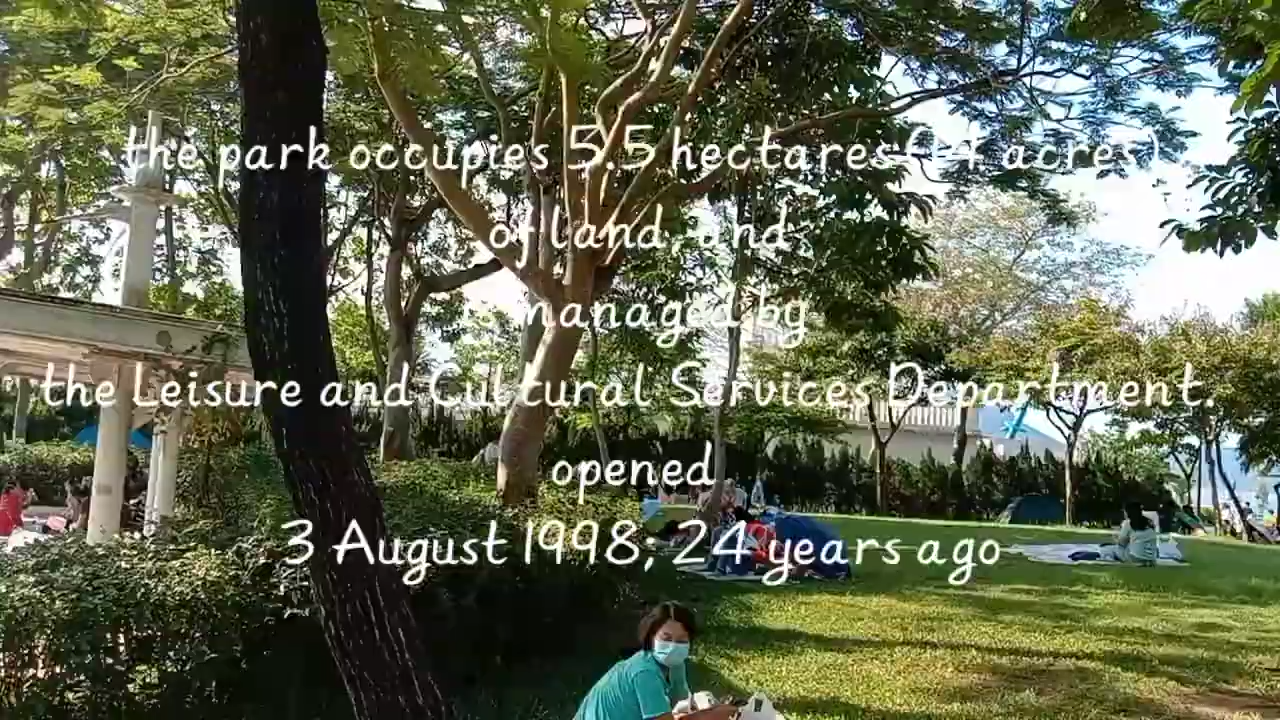 the park occupies 5.5 hectares(14 acres)
of land, and
is managed by
the Leisure and Cultural Services Department.
opened
3 August 1998; 24 years ago